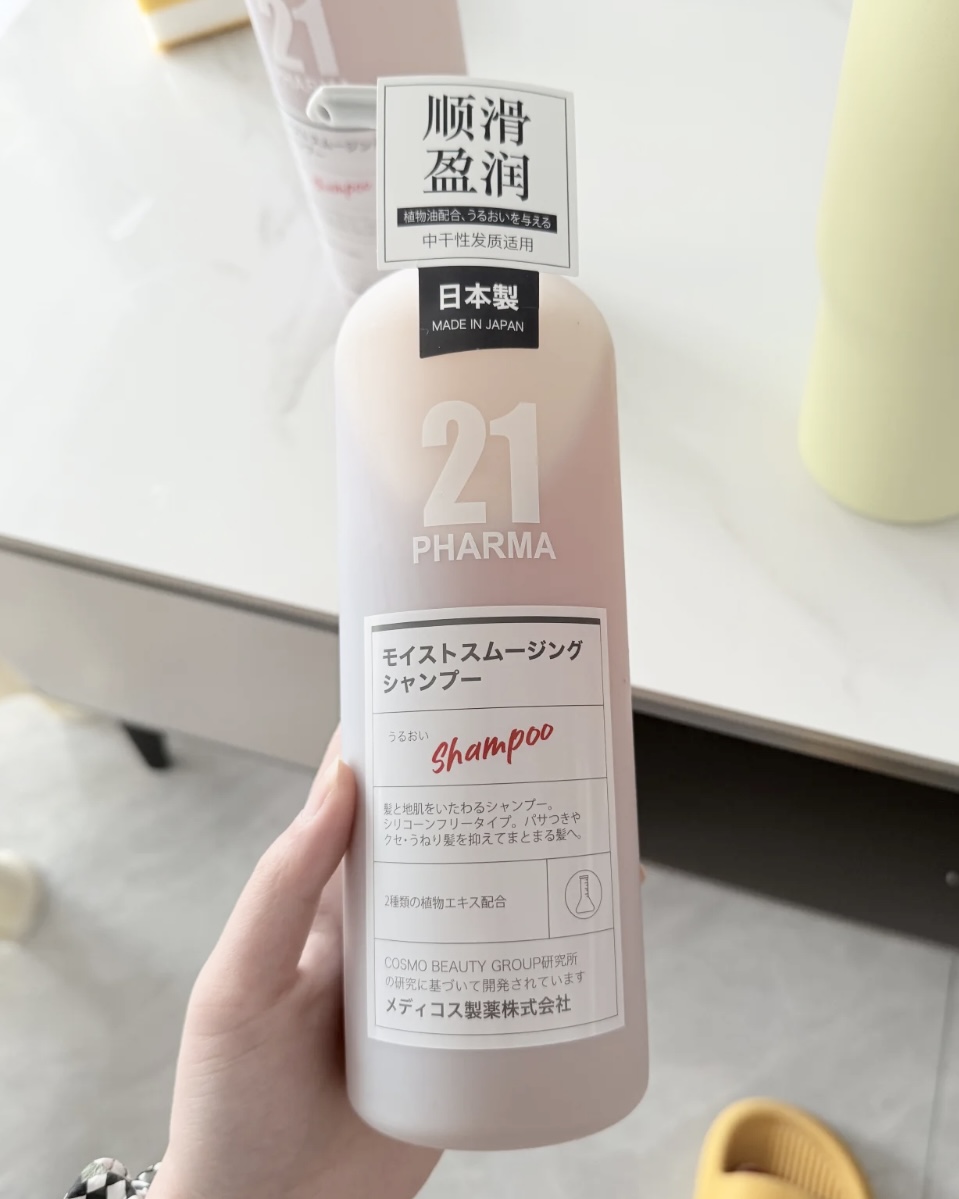 21
顺滑
盈润
植物油配合、うるおいを与える
中干性发质适用
日本製
MADE IN JAPAN
21
PHARMA
モイストスムージング
シャンプー
うるおい
Shampoo
髪と地肌をいたわるシャンプー。
シリコーンフリータイプ。パサつきや
クセ・うねり髪を抑えてまとまる髪へ。
2種類の植物エキス配合
COSMO BEAUTY GROUP研究所
の研究に基づいて開発されています
メディコス製薬株式会社
Shampoo